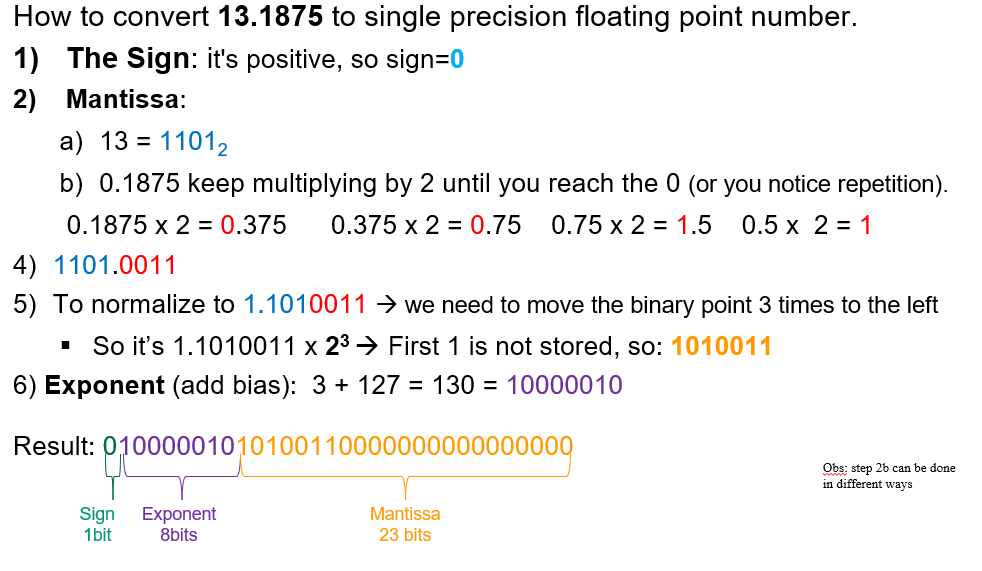 How to convert 13.1875 to single precision floating point number.
1) The Sign: it's positive, so sign=0
2) Mantissa:
a) 13 = 1101₂
b) 0.1875 keep multiplying by 2 until you reach the 0 (or you notice repetition).
0.1875 x 2 = 0.375 0.375 x 2 = 0.75 0.75 x 2 = 1.5 0.5 x 2 = 1
4) 1101.0011
5) To normalize to 1.1010011 → we need to move the binary point 3 times to the left
▪ So it’s 1.1010011 x 2³ → First 1 is not stored, so: 1010011
6) Exponent (add bias): 3 + 127 = 130 = 10000010
Result: 01000001010100110000000000000000
Obs: step 2b can be done
in different ways
Sign Exponent Mantissa
1bit 8bits 23 bits